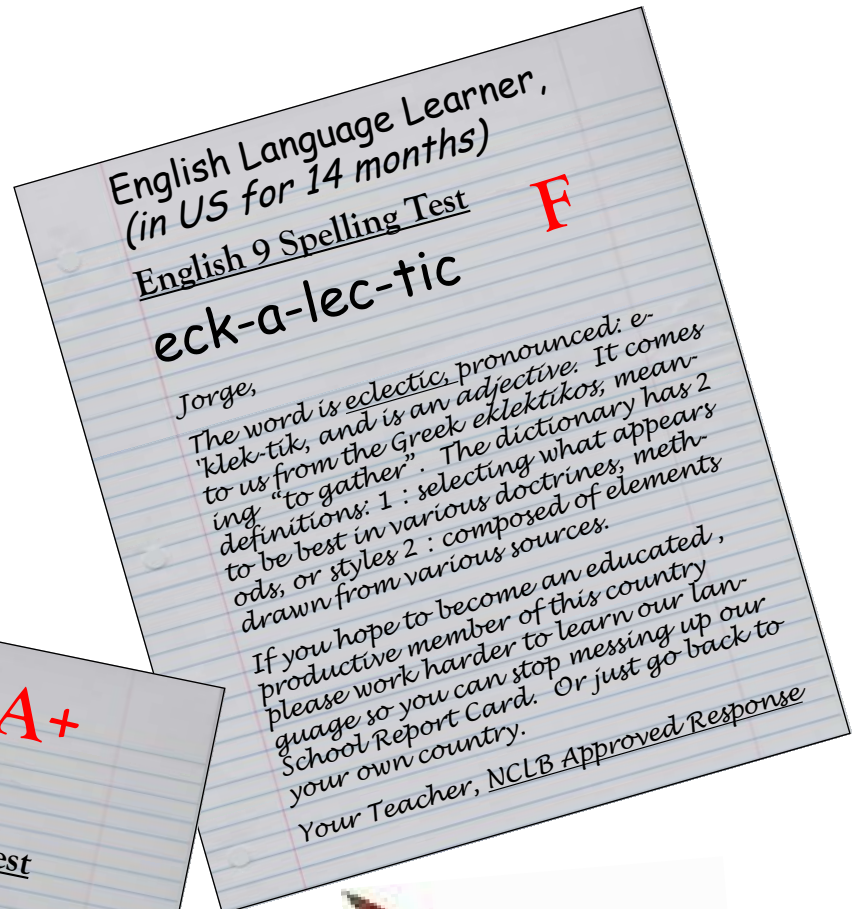 English Language Learner,
(in US for 14 months)
English 9 Spelling Test
F
eck-a-lec-tic
Jorge,
The word is eclectic, pronounced: e-
'klek-tik, and is an adjective. It comes
to us from the Greek eklektikos, mean-
ing "to gather". The dictionary has 2
definitions: 1 : selecting what appears
to be best in various doctrines, meth-
ods, or styles 2 : composed of elements
drawn from various sources.
If you hope to become an educated ,
productive member of this country
please work harder to learn our lan-
guage so you can stop messing up our
School Report Card. Or just go back to
your own country.
Your Teacher, NCLB Approved Response
A+
est